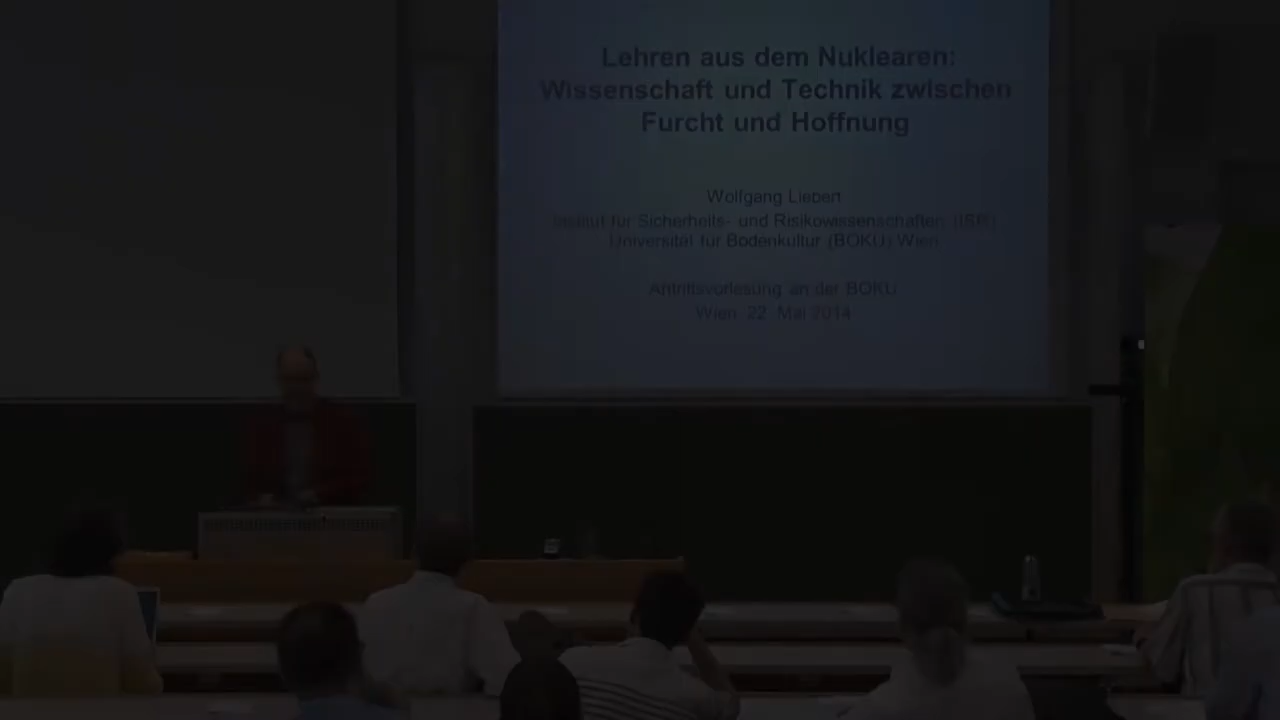 Lehren aus dem Nuklearen:
Wissenschaft und Technik zwischen
Furcht und Hoffnung
Wolfgang Liebert
Institut für Sicherheits- und Risikowissenschaften (ISR)
Universität für Bodenkultur (BOKU) Wien
Antrittsvorlesung an der BOKU
Wien, 22. Mai 2014